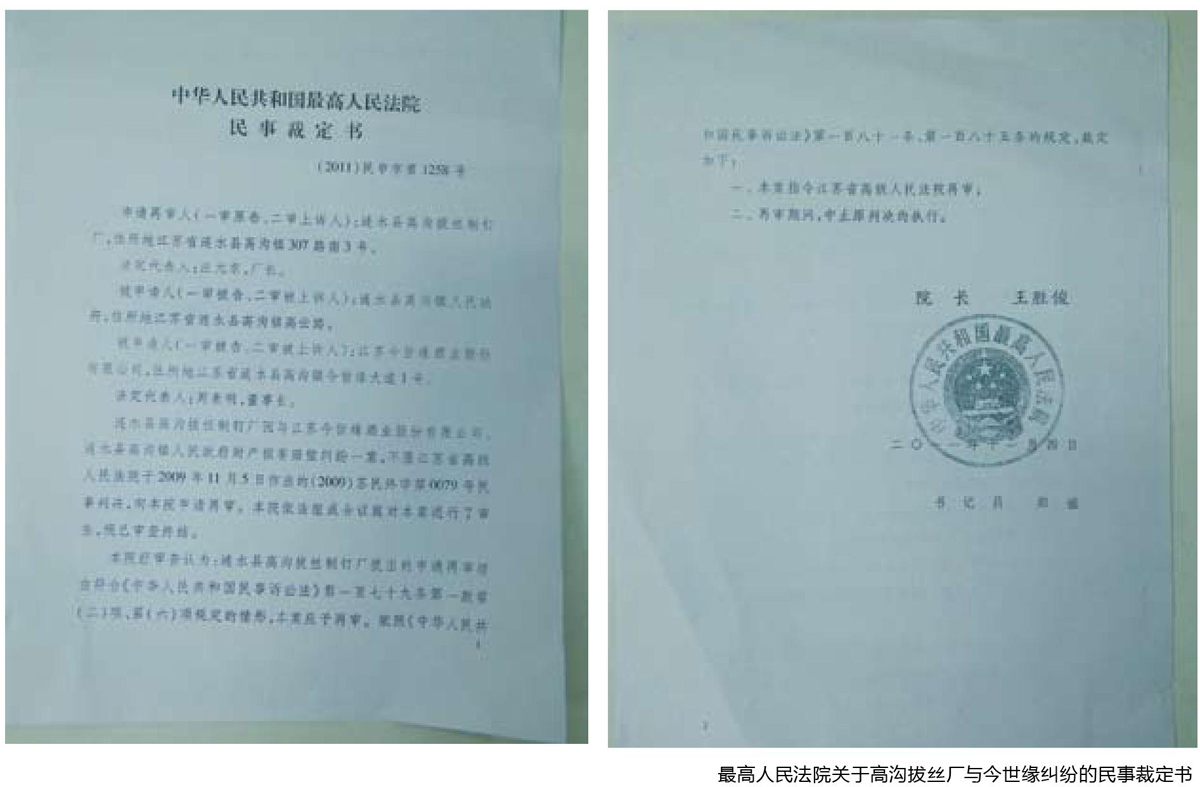 中华人民共和国最高人民法院
民事裁定书
(2011)民申字第1258号
申请再审人(一审原告、二审上诉人):涟水县高沟拔丝制钉
厂,住所地江苏省涟水县高沟镇307路南3号。
法定代表人:汪元家,厂长。
被申请人(一审被告、二审被上诉人):涟水县高沟镇人民政
府,住所地江苏省涟水县高沟镇高云路。
被申请人(一审被告、二审被上诉人):江苏今世缘酒业股份
有限公司,住所地江苏省涟水县高沟镇今世缘大道1号。
法定代表人:周素明,董事长。
涟水县高沟拔丝制钉厂因与江苏今世缘酒业股份有限公司、
涟水县高沟镇人民政府财产损害赔偿纠纷一案,不服江苏省高级
人民法院于2009年11月5日作出的(2009)苏民终字第0079号民
事判决,向本院申请再审。本院依法组成合议庭对本案进行了审
查,现已审查终结。
本院经审查认为:涟水县高沟拔丝制钉厂提出的申请再审理
由符合《中华人民共和国民事诉讼法》第一百七十九条第一款第
(二)项、第(六)项规定的情形,本案应予再审。依照《中华人民共
1
和国民事诉讼法》第一百八十一条、第一百八十五条的规定,裁定
如下:
一、本案指令江苏省高级人民法院再审;
二、再审期间,中止原判决的执行。
院长 王胜俊
中华人民共和国最高人民法院
二〇一一年十一月四日
书记员
2
最高人民法院关于高沟拔丝厂与今世缘纠纷的民事裁定书